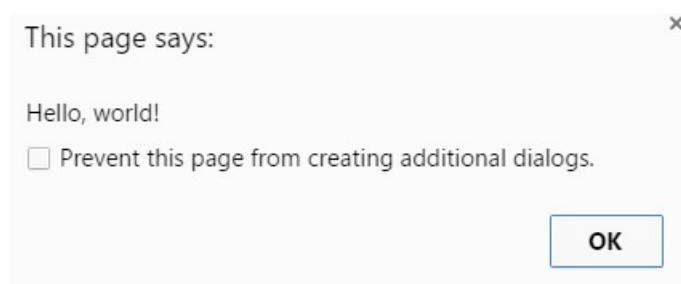 This page says:
Hello, world!
Prevent this page from creating additional dialogs.
OK